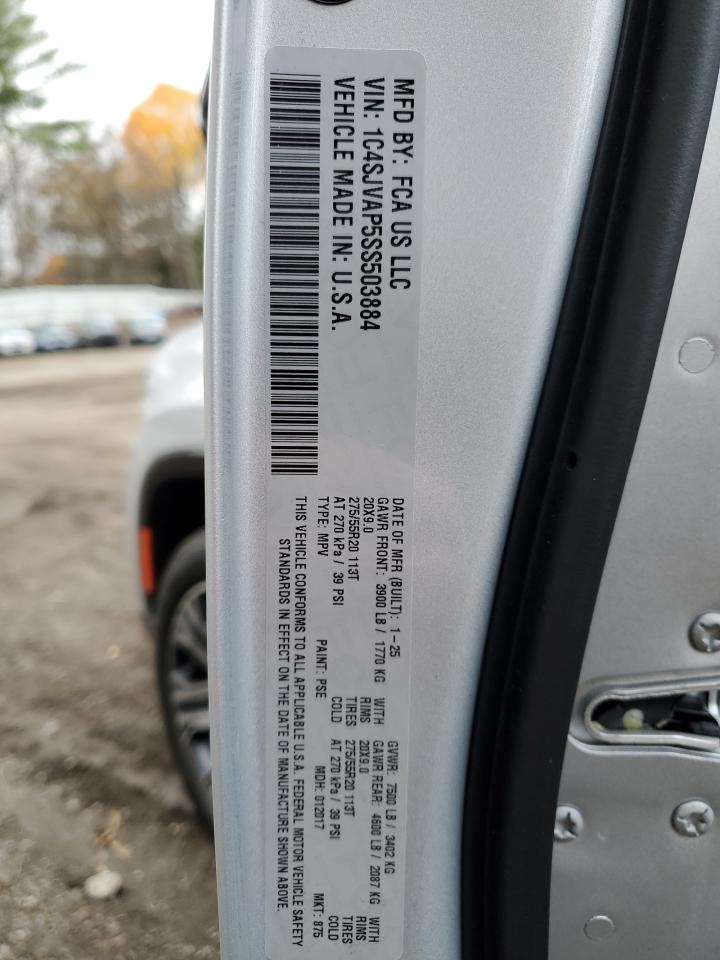 MFD BY: FCA US LLC
VIN: 1C4SJVAP5SS503884
VEHICLE MADE IN: U.S.A.
DATE OF MFR (BUILT): 1-25 GVWR: 7500 LB / 3402 KG
GAWR FRONT: 3900 LB / 1770 KG WITH GAWR REAR: 4600 LB / 2087 KG WITH
20X9.0 RIMS 20X9.0 RIMS
275/55R20 113T TIRES 275/55R20 113T TIRES
AT 270 kPa / 39 PSI COLD AT 270 kPa / 39 PSI COLD
TYPE: MPV PAINT: PSE MDH: 012017 MKT: 875
THIS VEHICLE CONFORMS TO ALL APPLICABLE U.S.A. FEDERAL MOTOR VEHICLE SAFETY
STANDARDS IN EFFECT ON THE DATE OF MANUFACTURE SHOWN ABOVE.